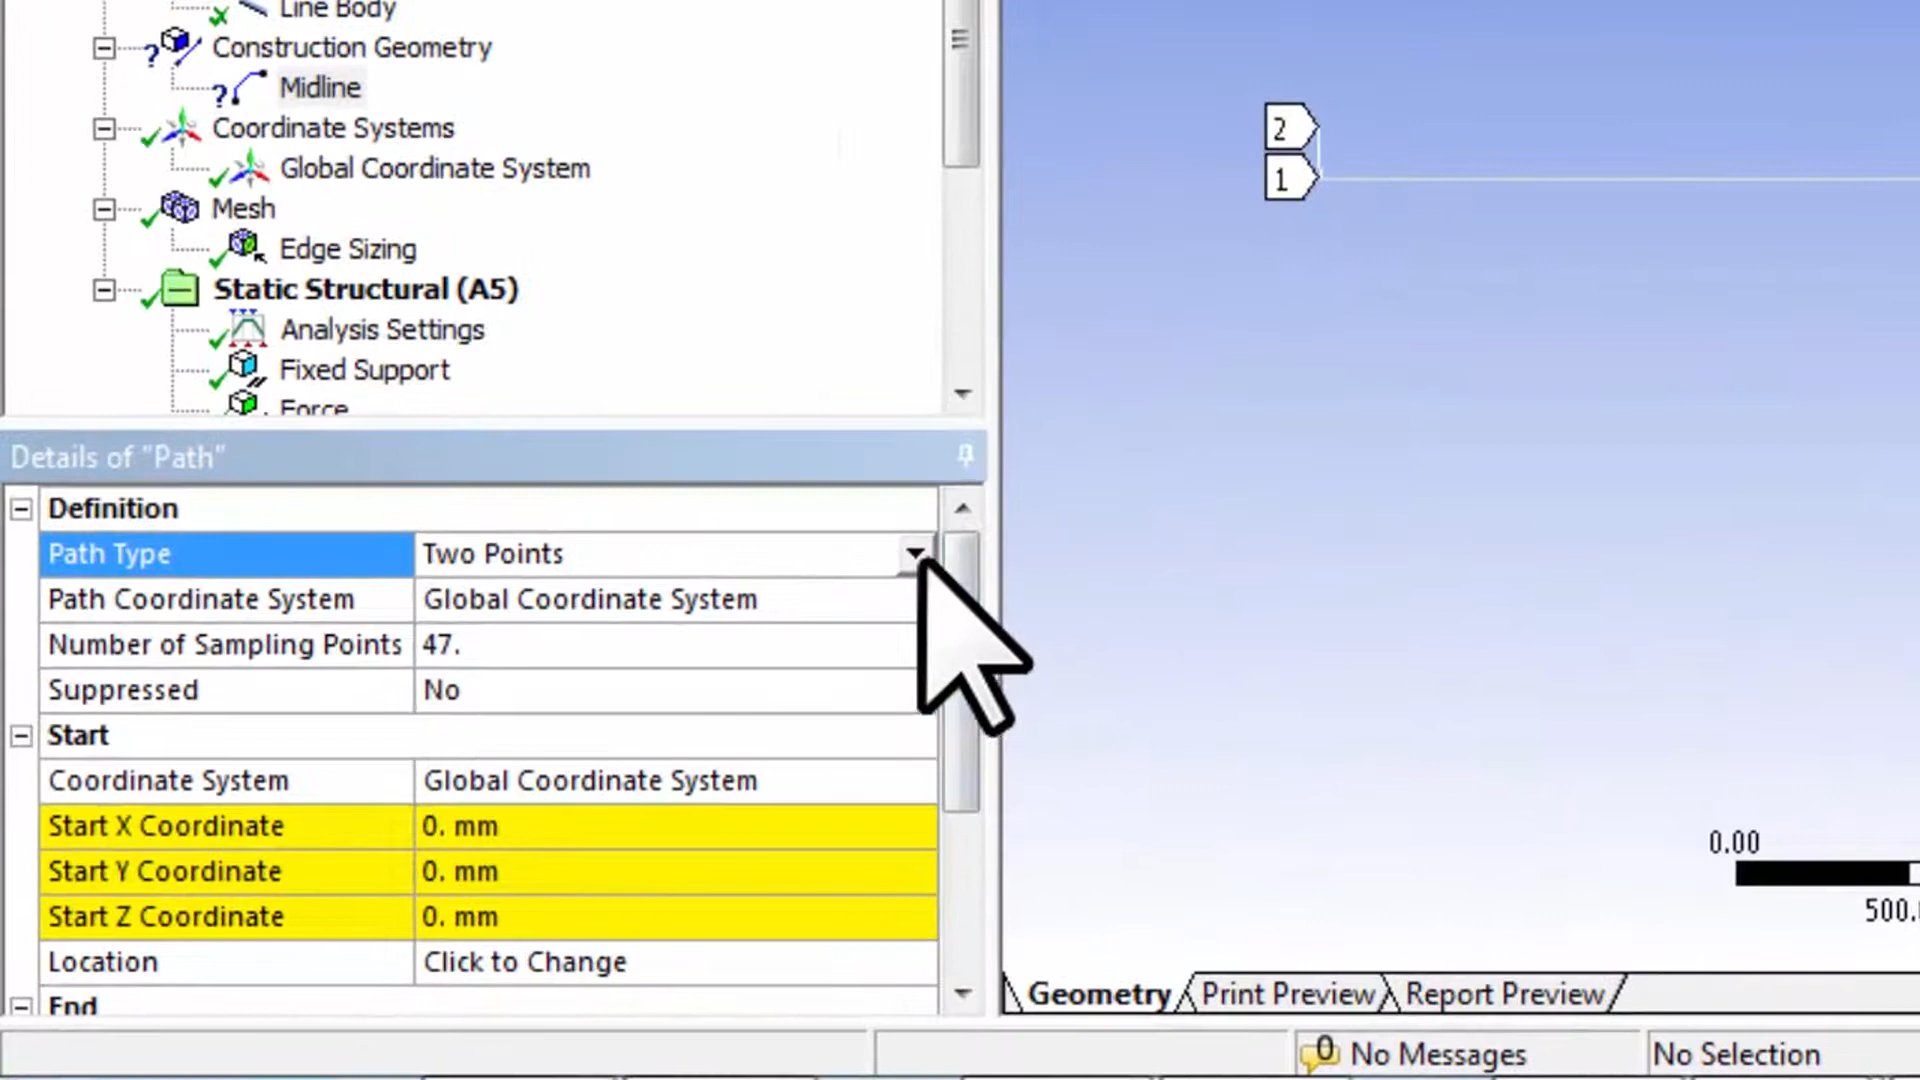 Line Body
Construction Geometry
Midline
Coordinate Systems
Global Coordinate System
Mesh
Edge Sizing
Static Structural (A5)
Analysis Settings
Fixed Support
Force
Details of "Path"
Definition
Path Type Two Points
Path Coordinate System Global Coordinate System
Number of Sampling Points 47.
Suppressed No
Start
Coordinate System Global Coordinate System
Start X Coordinate 0. mm
Start Y Coordinate 0. mm
Start Z Coordinate 0. mm
Location Click to Change
End
2
1
0.00
500.
Geometry Print Preview Report Preview
0 No Messages No Selection